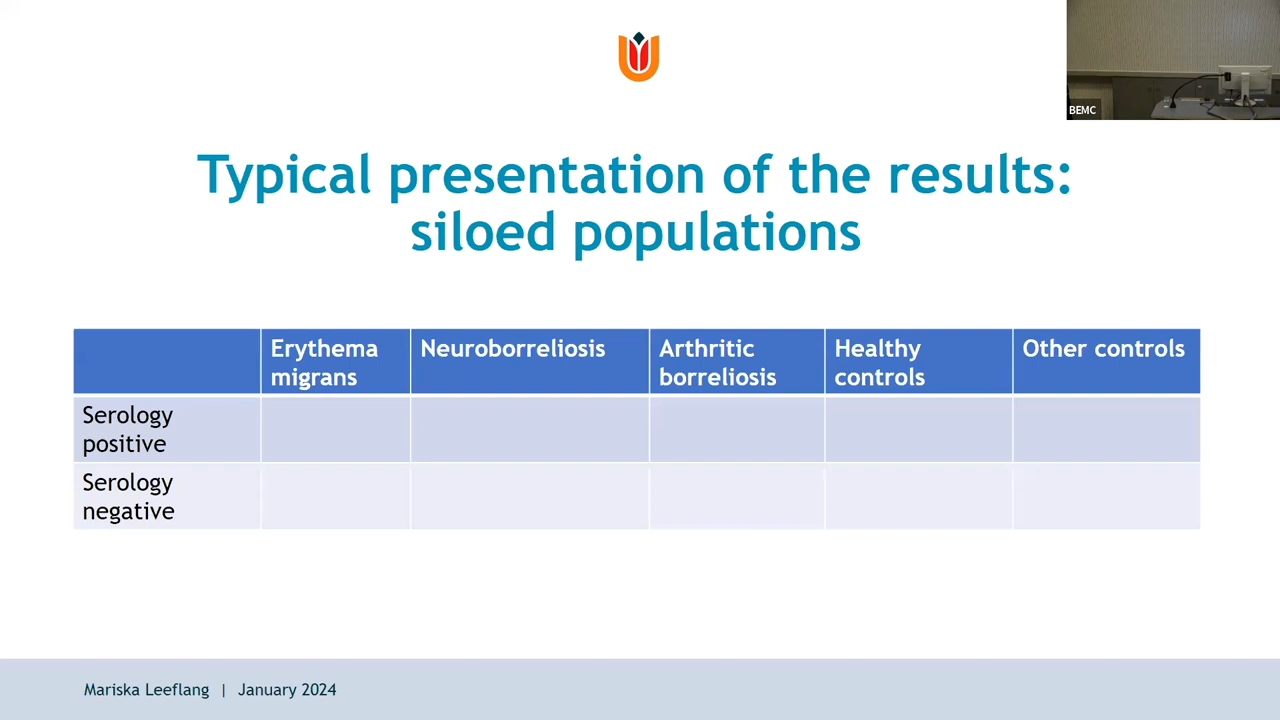 BEMC
Typical presentation of the results:
siloed populations
Erythema
migrans
Neuroborreliosis
Arthritic
borreliosis
Healthy
controls
Other controls
Serology
positive
Serology
negative
Mariska Leeflang | January 2024